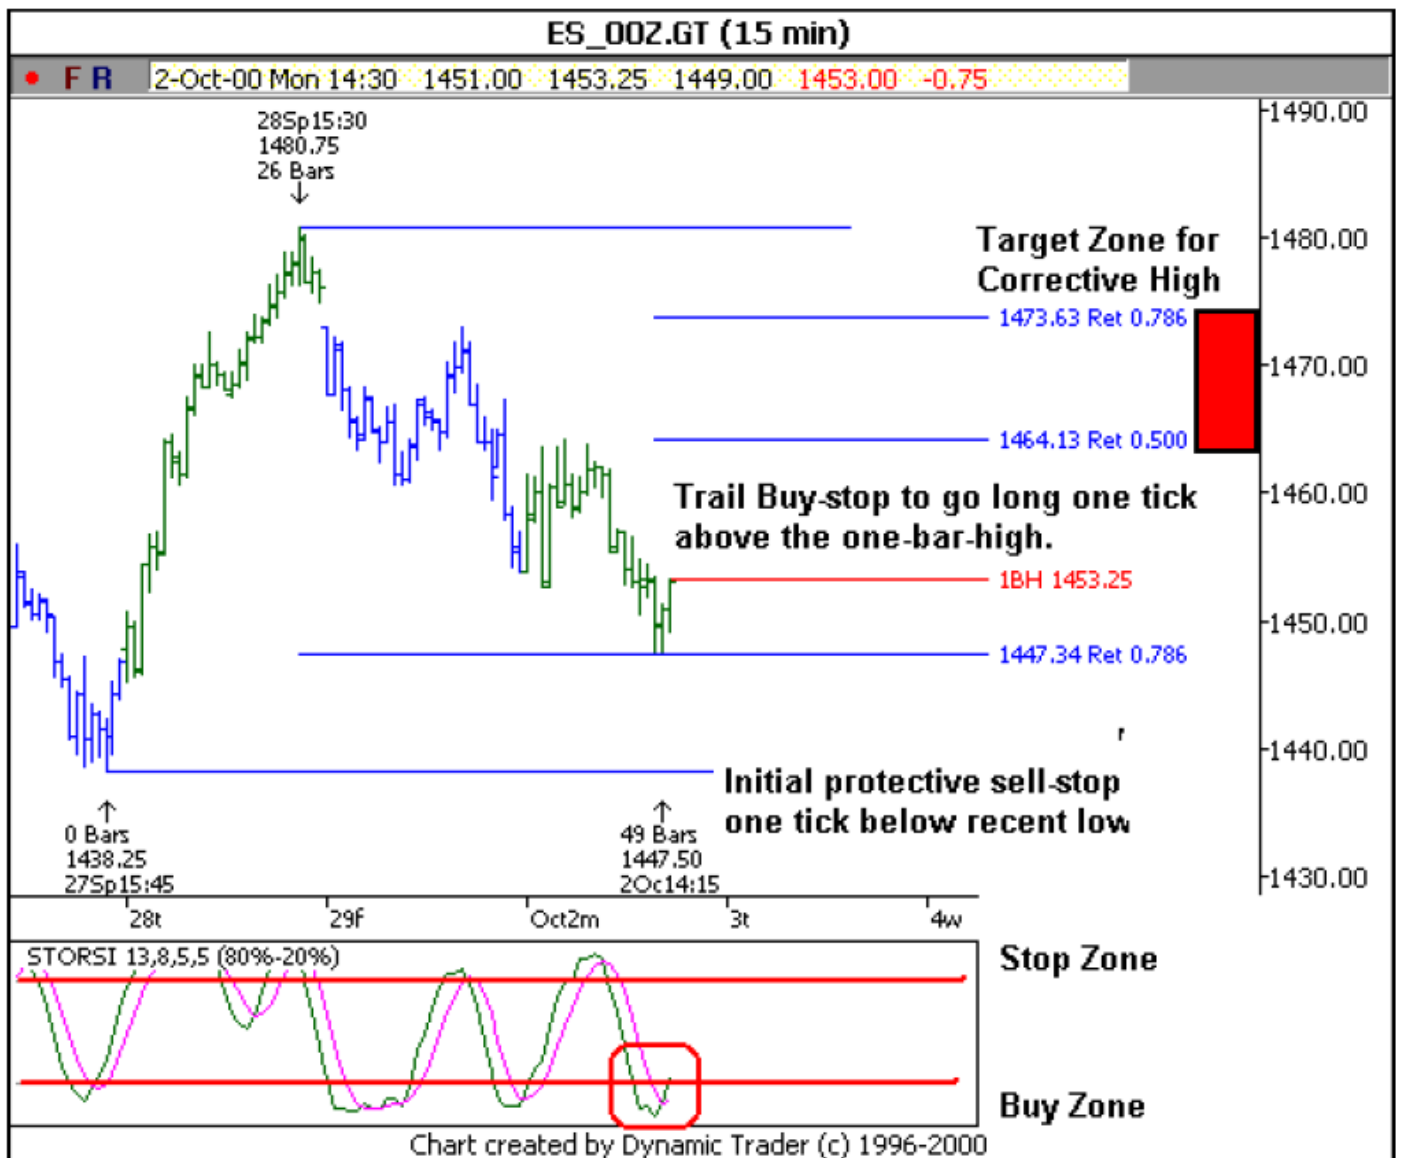 ES_00Z.GT (15 min)
F R 2-Oct-00 Mon 14:30 1451.00 1453.25 1449.00 1453.00 -0.75
28Sp15:30
1480.75
26 Bars
1490.00
1480.00
1470.00
1460.00
1450.00
1440.00
1430.00
Target Zone for
Corrective High
1473.63 Ret 0.786
1464.13 Ret 0.500
Trail Buy-stop to go long one tick
above the one-bar-high.
1BH 1453.25
1447.34 Ret 0.786
Initial protective sell-stop
one tick below recent low
0 Bars
1438.25
27Sp15:45
49 Bars
1447.50
2Oc14:15
28t 29f Oct2m 3t 4w
STORSI 13,8,5,5 (80%-20%)
Stop Zone
Buy Zone
Chart created by Dynamic Trader (c) 1996-2000